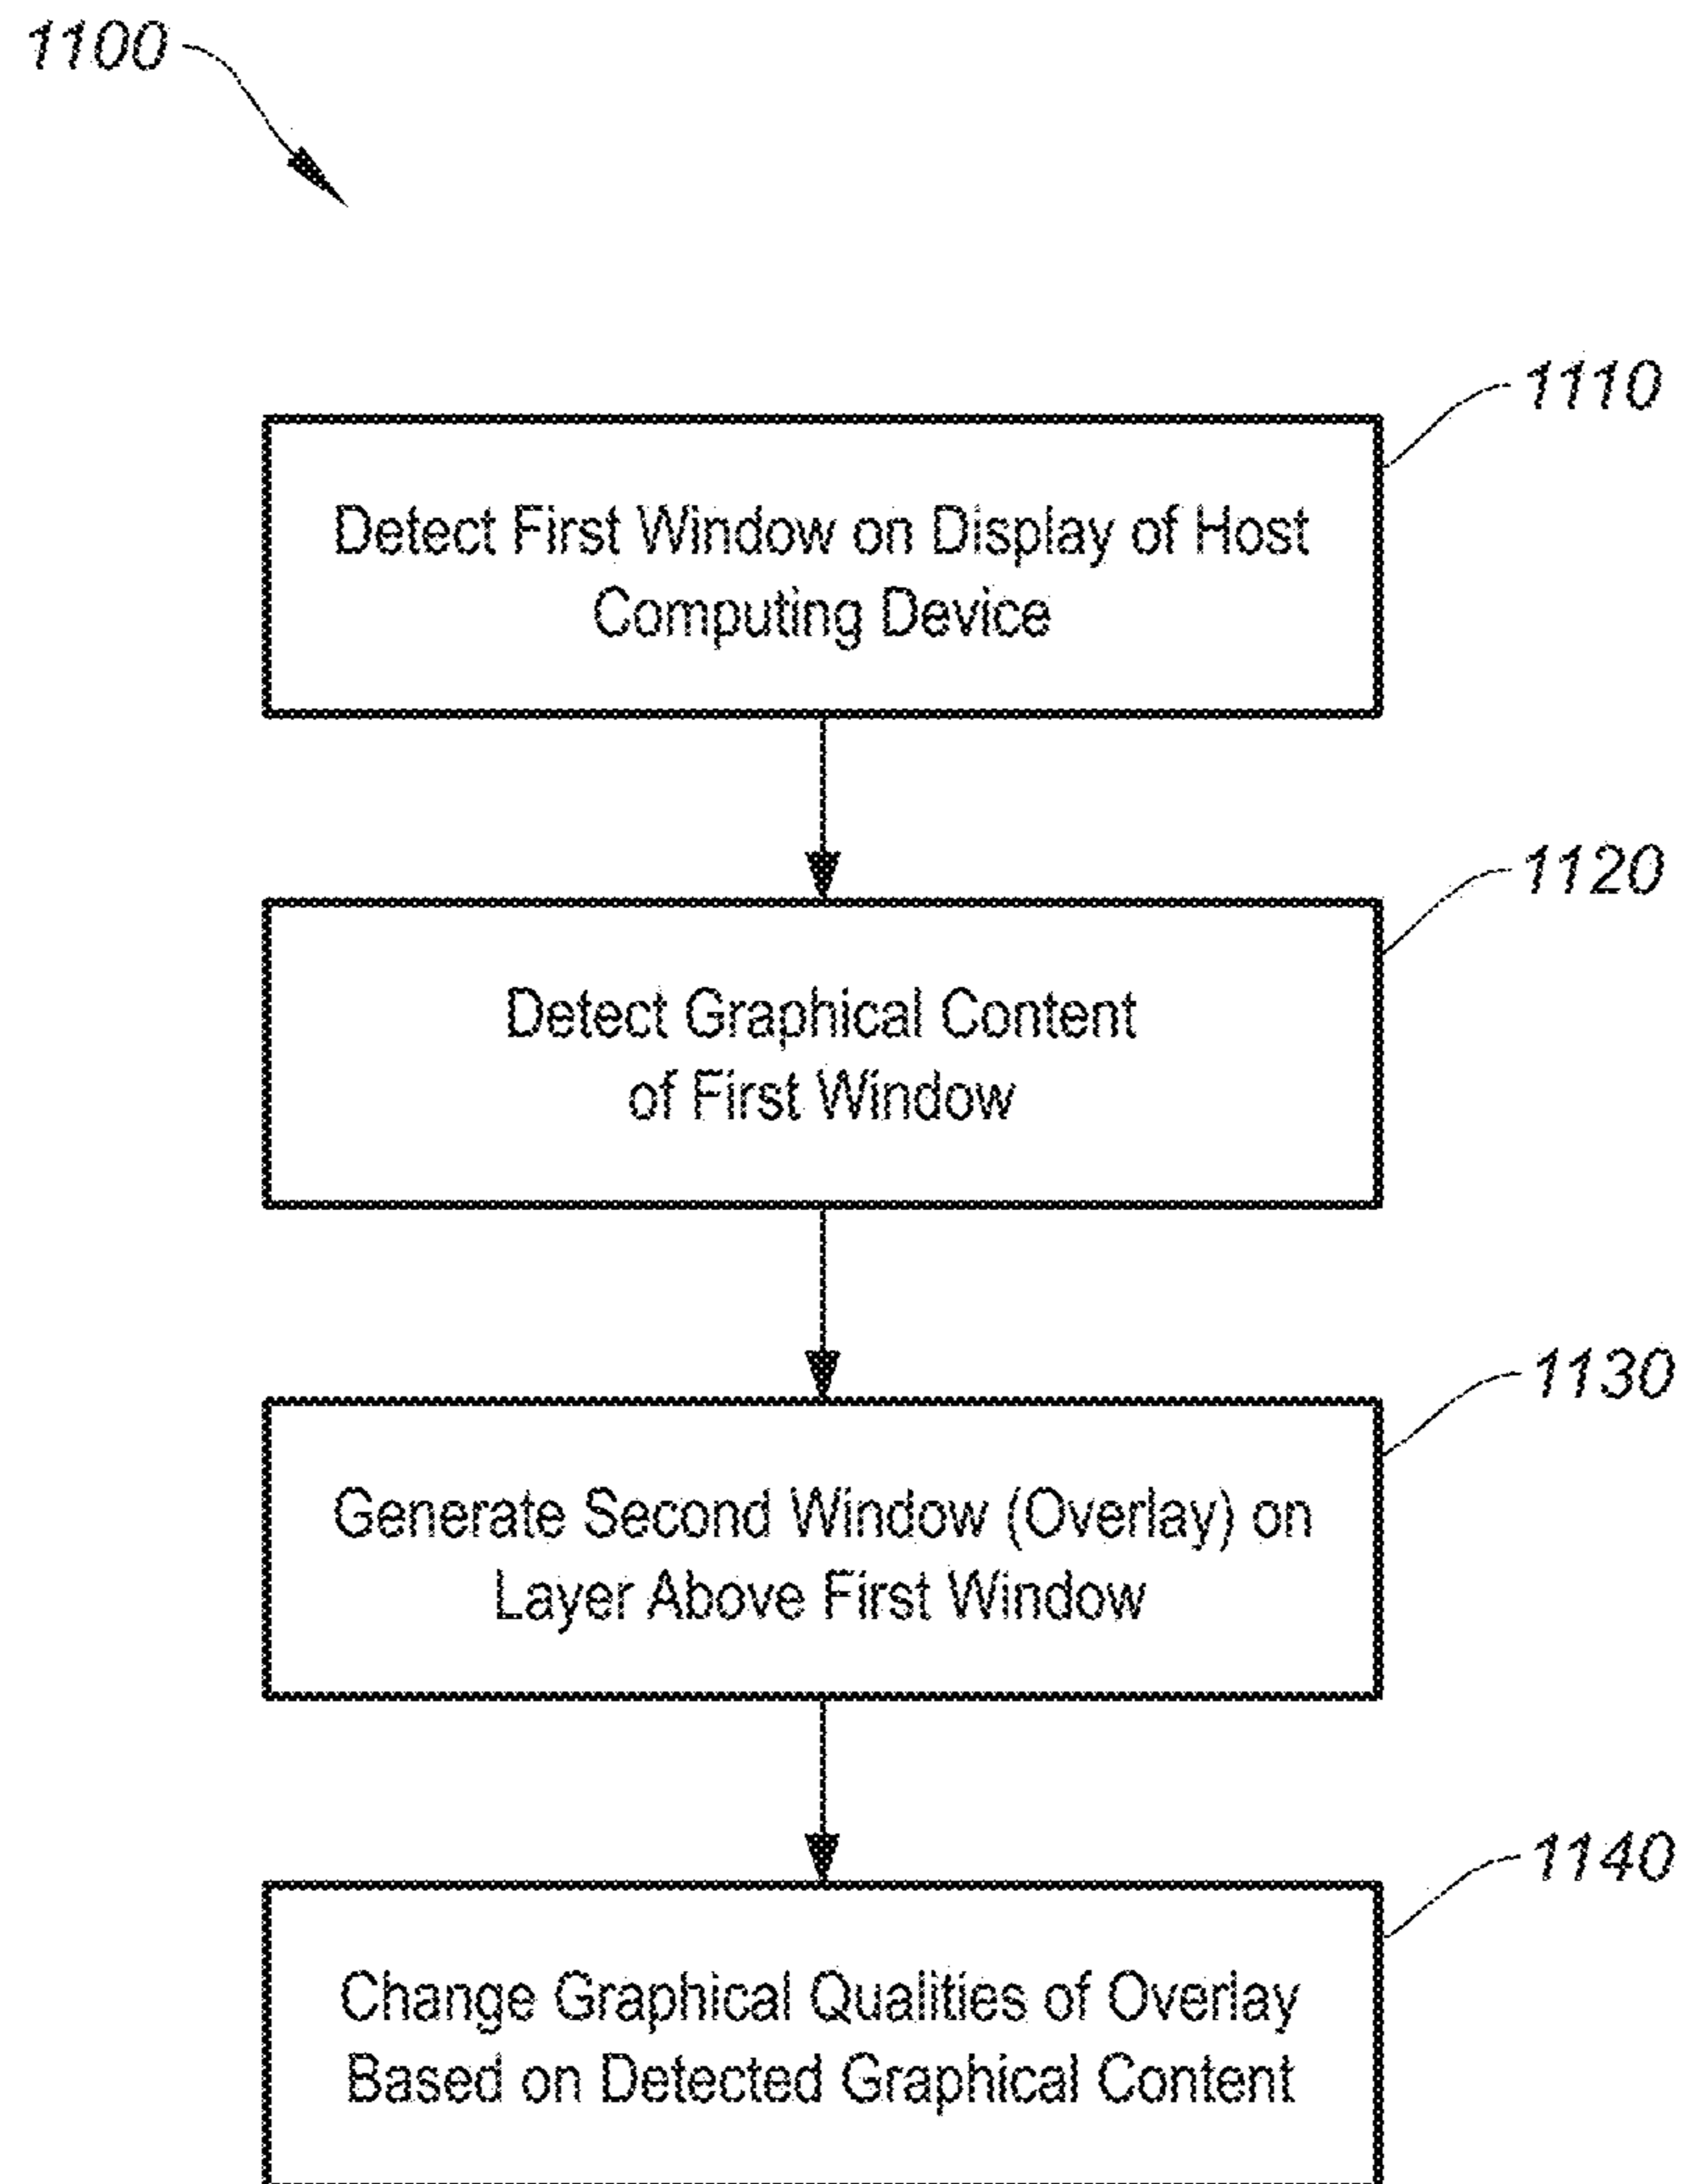 1100
1110
Detect First Window on Display of Host
Computing Device
1120
Detect Graphical Content
of First Window
1130
Generate Second Window (Overlay) on
Layer Above First Window
1140
Change Graphical Qualities of Overlay
Based on Detected Graphical Content